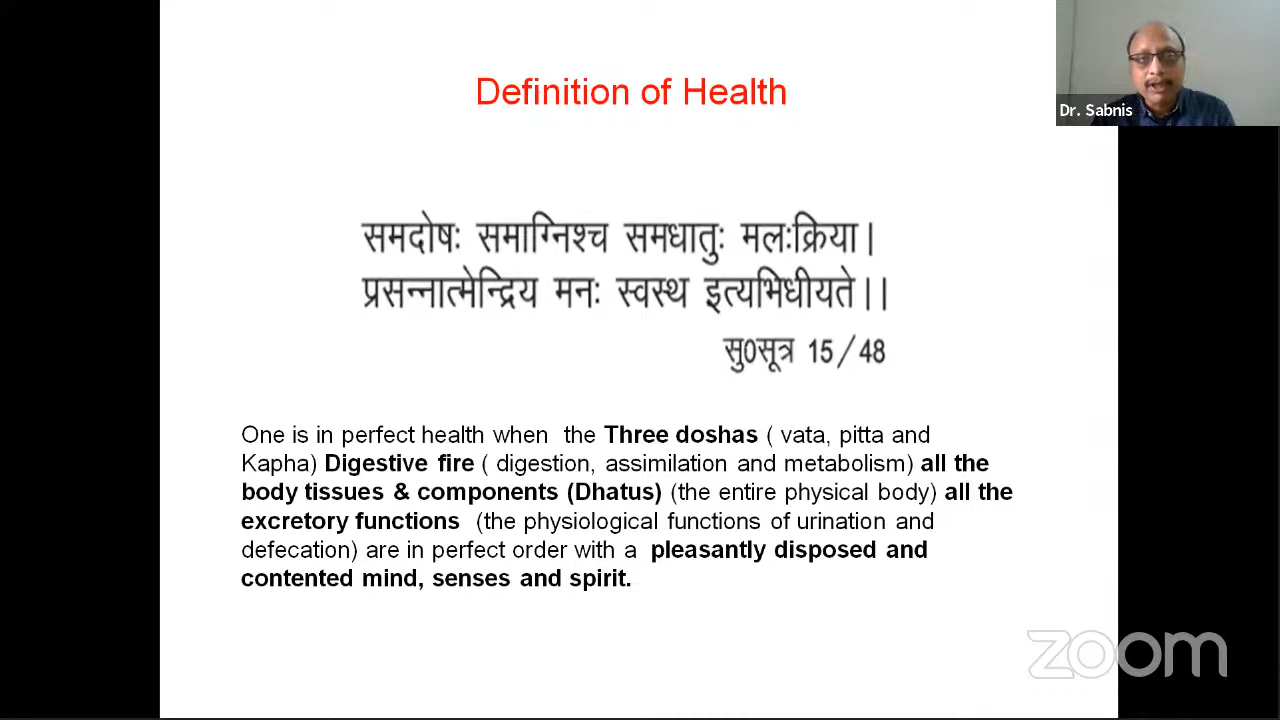 Definition of Health
Dr. Sabnis
समदोषः समाग्निश्च समधातुः मलःक्रिया।
प्रसन्नात्मेन्द्रिय मनः स्वस्थ इत्यभिधीयते।।
सु0सूत्र 15/48
One is in perfect health when the Three doshas ( vata, pitta and
Kapha) Digestive fire ( digestion, assimilation and metabolism) all the
body tissues & components (Dhatus) (the entire physical body) all the
excretory functions (the physiological functions of urination and
defecation) are in perfect order with a pleasantly disposed and
contented mind, senses and spirit.
zoom